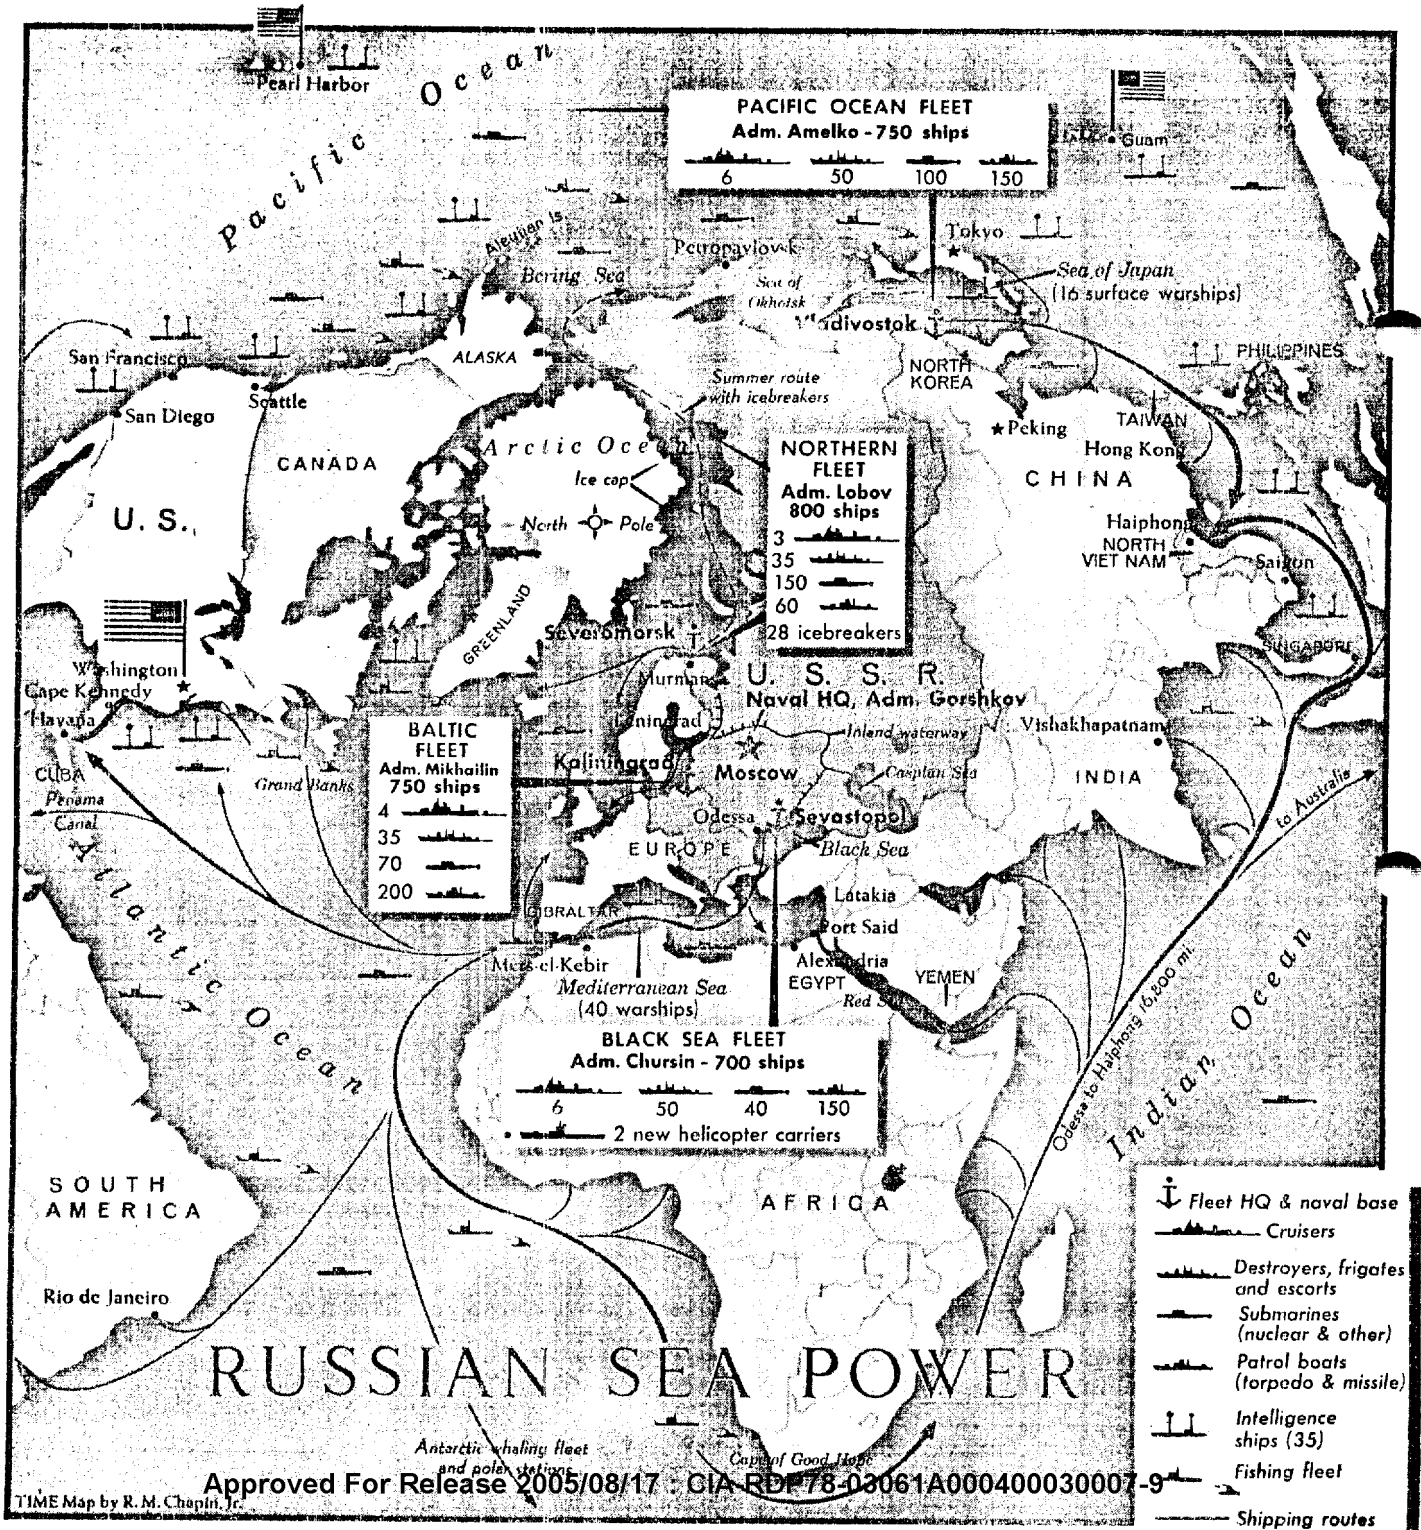 Pearl Harbor
Pacific Ocean
PACIFIC OCEAN FLEET
Adm. Amelko - 750 ships
6 50 100 150
Guam
Aleutian Is
Bering Sea
Petropavlovsk
Sea of
Okhotsk
Tokyo
Sea of Japan
(16 surface warships)
Vladivostok
San Francisco
ALASKA
San Diego
Seattle
NORTH
KOREA
PHILIPPINES
Summer route
with icebreakers
TAIWAN
Peking
Hong Kong
CANADA
Arctic Ocean
Ice cap
North Pole
NORTHERN
FLEET
Adm. Lobov
800 ships
3
35
150
60
28 icebreakers
CHINA
U. S.
Haiphong
NORTH
VIET NAM
Saigon
SINGAPORE
GREENLAND
Severomorsk
Murmansk
U. S. S. R.
Naval HQ, Adm. Gorshkov
Washington
Cape Kennedy
Havana
CUBA
Panama
Canal
Grand Banks
BALTIC
FLEET
Adm. Mikhailin
750 ships
4
35
70
200
Leningrad
Kaliningrad
Moscow
Inland waterway
Caspian Sea
Vishakhapatnam
INDIA
to Australia
Odessa
Sevastopol
EUROPE
Black Sea
Latakia
Port Said
GIBRALTAR
Mers-el-Kebir
Alexandria
EGYPT
Red Sea
YEMEN
Mediterranean Sea
(40 warships)
Atlantic Ocean
BLACK SEA FLEET
Adm. Chursin - 700 ships
6 50 40 150
2 new helicopter carriers
Odessa to Haiphong 16,800 mi.
Indian Ocean
SOUTH
AMERICA
Rio de Janeiro
AFRICA
RUSSIAN SEA POWER
Fleet HQ & naval base
Cruisers
Destroyers, frigates
and escorts
Submarines
(nuclear & other)
Patrol boats
(torpedo & missile)
Intelligence
ships (35)
Fishing fleet
Shipping routes
Antarctic whaling fleet
and polar stations
Cape of Good Hope
Approved For Release 2005/08/17 : CIA-RDP78-03061A000400030007-9
TIME Map by R. M. Chapin, Jr.